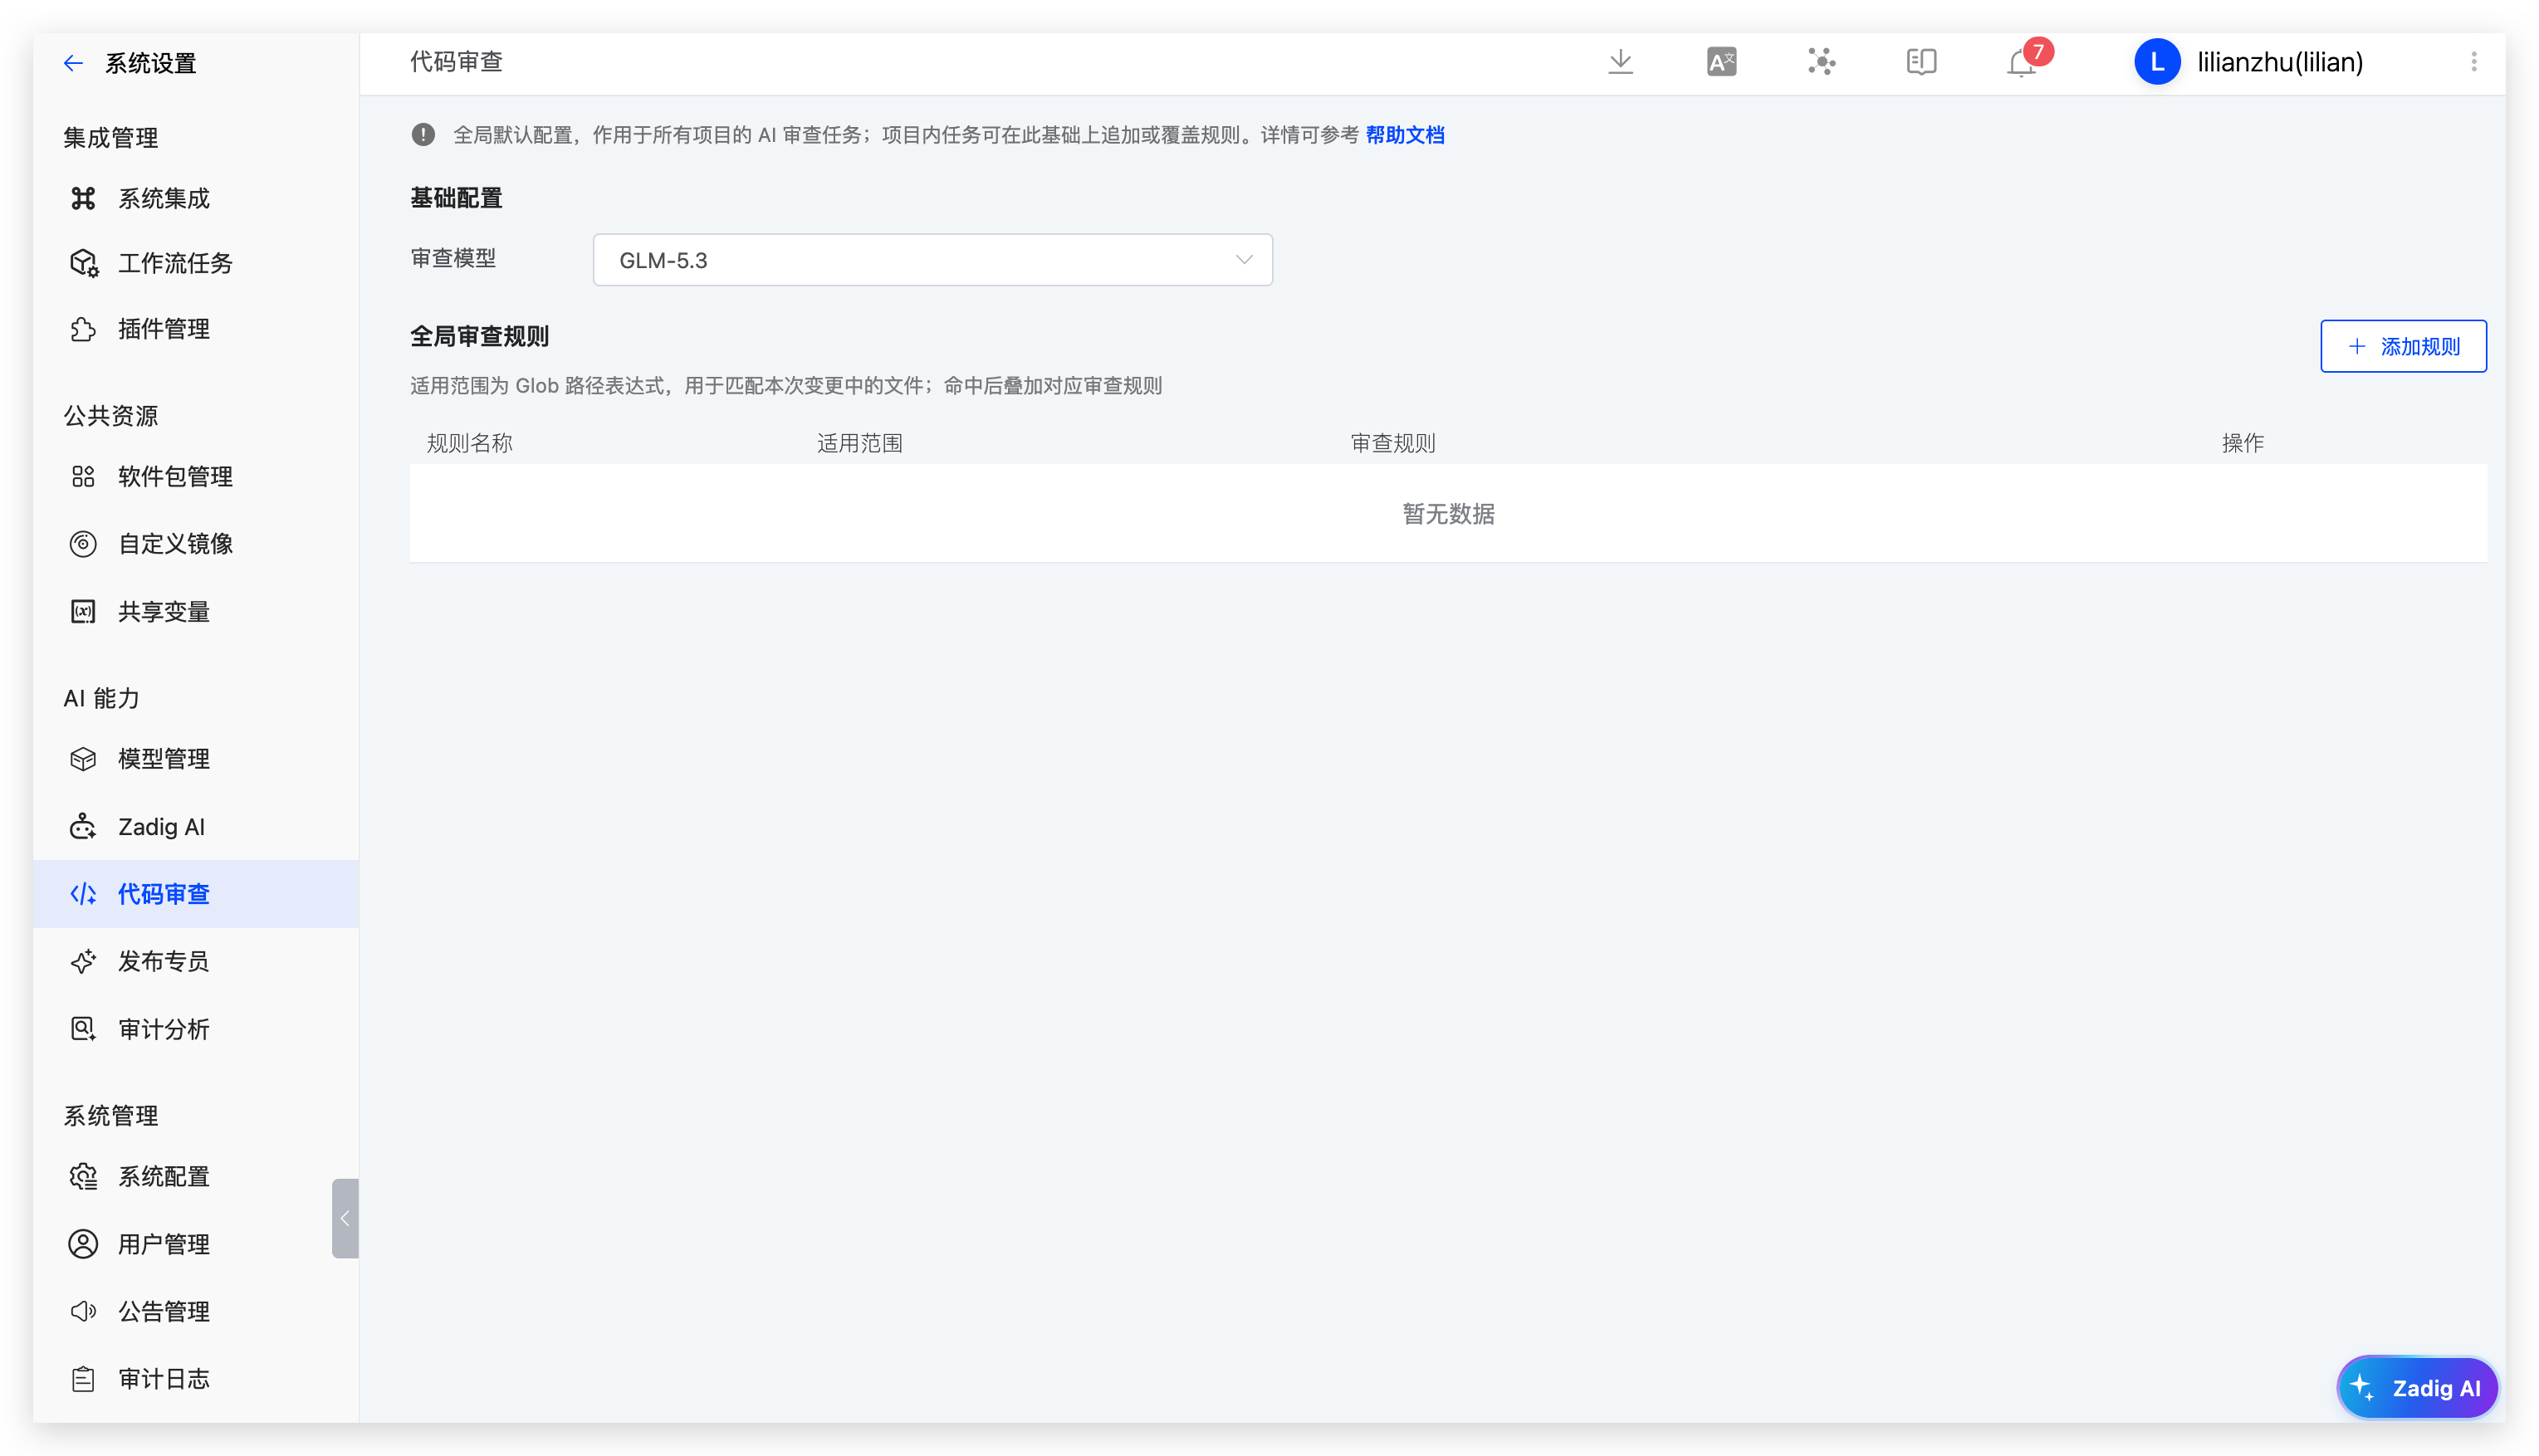 系统设置
集成管理
系统集成
工作流任务
插件管理
公共资源
软件包管理
自定义镜像
共享变量
AI 能力
模型管理
Zadig AI
代码审查
发布专员
审计分析
系统管理
系统配置
用户管理
公告管理
审计日志
代码审查
7
L lilianzhu(lilian)
全局默认配置，作用于所有项目的 AI 审查任务；项目内任务可在此基础上追加或覆盖规则。详情可参考 帮助文档
基础配置
审查模型 GLM-5.3
全局审查规则
添加规则
适用范围为 Glob 路径表达式，用于匹配本次变更中的文件；命中后叠加对应审查规则
规则名称 适用范围 审查规则 操作
暂无数据
Zadig AI